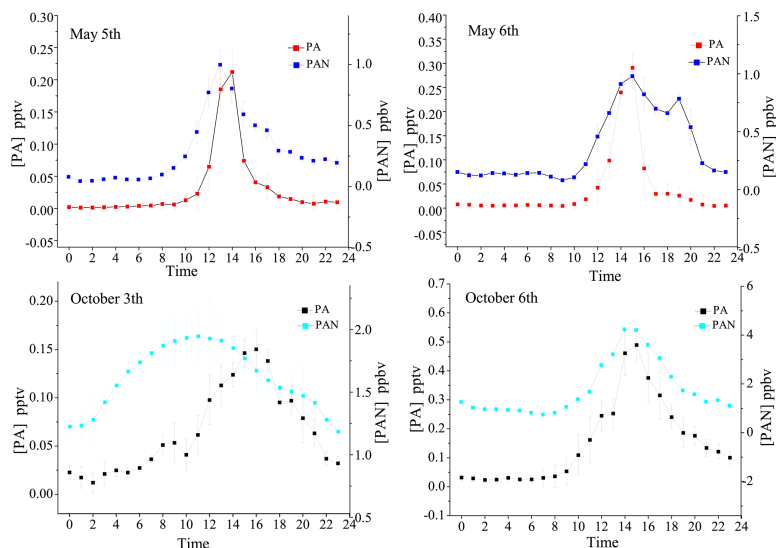 May 5th
PA
PAN
[PA] pptv
0.30
0.25
0.20
0.15
0.10
0.05
0.00
-0.05
[PAN] ppbv
1.0
0.5
0.0
-0.5
0 2 4 6 8 10 12 14 16 18 20 22 24
Time
May 6th
PA
PAN
[PA] pptv
0.40
0.35
0.30
0.25
0.20
0.15
0.10
0.05
0.00
-0.05
[PAN] ppbv
1.5
1.0
0.5
0.0
-0.5
0 2 4 6 8 10 12 14 16 18 20 22 24
Time
October 3th
PA
PAN
[PA] pptv
0.20
0.15
0.10
0.05
0.00
[PAN] ppbv
2.0
1.5
1.0
0.5
0 2 4 6 8 10 12 14 16 18 20 22 24
Time
October 6th
PA
PAN
[PA] pptv
0.7
0.6
0.5
0.4
0.3
0.2
0.1
0.0
-0.1
[PAN] ppbv
6
4
2
0
-2
0 2 4 6 8 10 12 14 16 18 20 22 24
Time